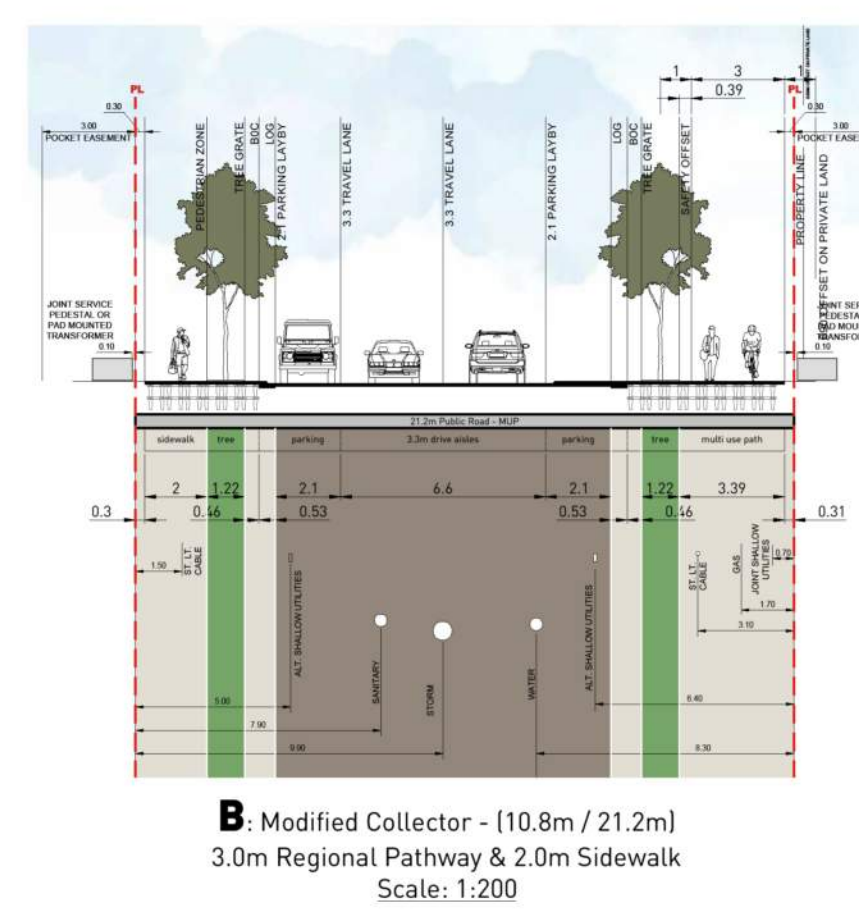 1
3
1
0.39
PL
PL
0.30
0.30
3.00
POCKET EASEMENT
3.00
POCKET EASE
PEDESTRIAN ZONE
TREE GRATE
BOC
LOG
2.1 PARKING LAYBY
3.3 TRAVEL LANE
3.3 TRAVEL LANE
2.1 PARKING LAYBY
LOG
BOC
TREE GRATE
SAFETY OFFSET
PROPERTY LINE
OFFSET ON PRIVATE LAND
JOINT SERVICE
PEDESTAL OR
PAD MOUNTED
TRANSFORMER
0.10
0.10
21.2m Public Road - MUP
sidewalk
tree
parking
3.3m drive aisles
parking
tree
multi use path
2
1.22
2.1
6.6
2.1
1.22
3.39
0.3
0.46
0.53
0.53
0.46
0.31
1.50
ST. LT.
CABLE
ALT. SHALLOW UTILITIES
SANITARY
STORM
WATER
ALT. SHALLOW UTILITIES
ST. LT.
CABLE
GAS
JOINT SHALLOW
UTILITIES
0.70
1.70
3.10
5.00
6.40
7.90
9.90
8.30
B: Modified Collector - (10.8m / 21.2m)
3.0m Regional Pathway & 2.0m Sidewalk
Scale: 1:200